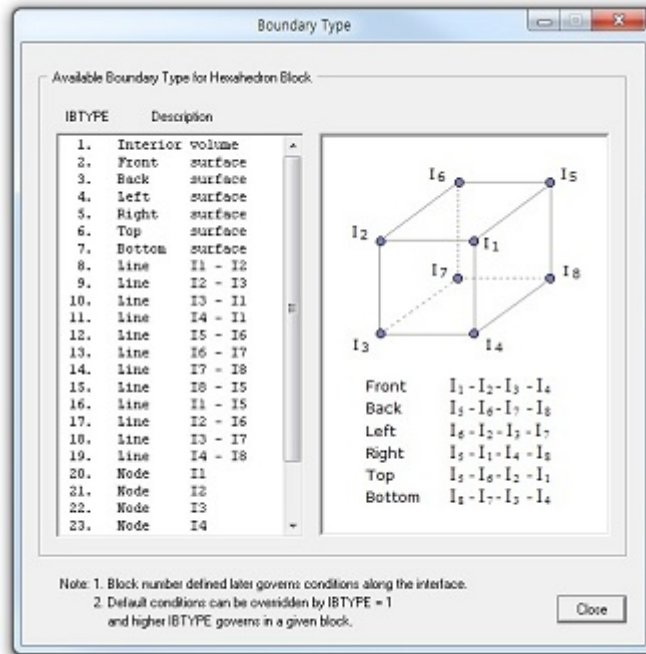 Boundary Type
Available Boundary Type for Hexahedron Block
IBTYPE Description
1. Interior volume
2. Front surface
3. Back surface
4. Left surface
5. Right surface
6. Top surface
7. Bottom surface
8. Line I1 - I2
9. Line I2 - I3
10. Line I3 - I1
11. Line I4 - I1
12. Line I5 - I6
13. Line I6 - I7
14. Line I7 - I8
15. Line I8 - I5
16. Line I1 - I5
17. Line I2 - I6
18. Line I3 - I7
19. Line I4 - I8
20. Node I1
21. Node I2
22. Node I3
23. Node I4
I6 I5
I2 I1
I7 I8
I3 I4
Front I1 - I2 - I3 - I4
Back I5 - I6 - I7 - I8
Left I6 - I2 - I3 - I7
Right I5 - I1 - I4 - I8
Top I5 - I6 - I2 - I1
Bottom I8 - I7 - I3 - I4
Note: 1. Block number defined later governs conditions along the interface.
2. Default conditions can be overridden by IBTYPE = 1
and higher IBTYPE governs in a given block.
Close